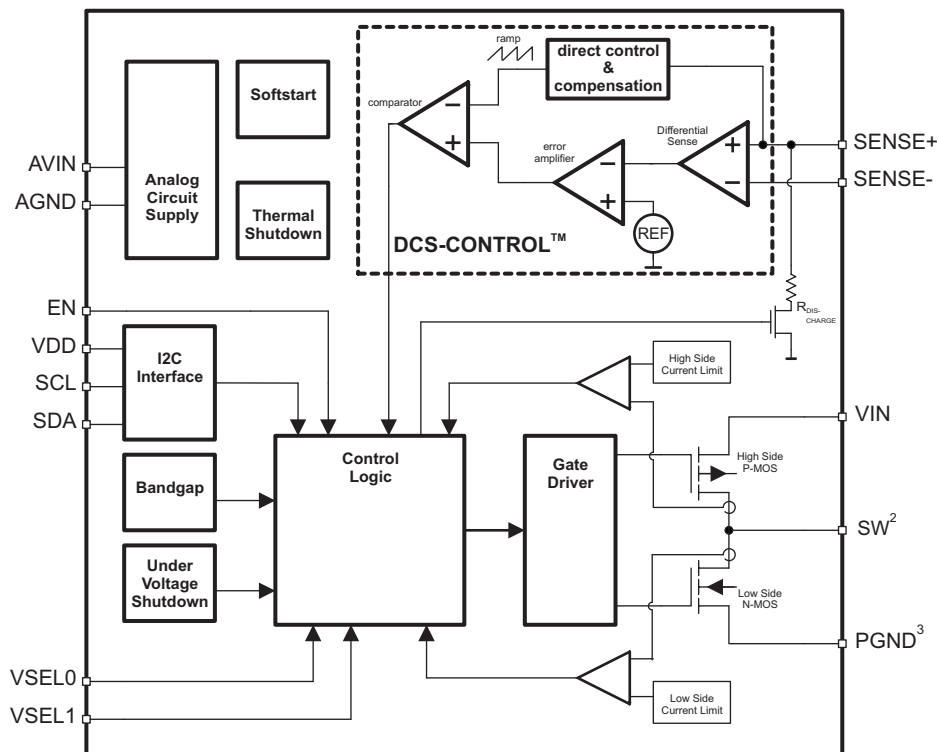 ramp
direct control
&
compensation
Softstart
comparator
Differential
Sense
error
amplifier
SENSE+
SENSE-
AVIN
AGND
Analog
Circuit
Supply
Thermal
Shutdown
REF
DCS-CONTROL™
RDIS-
CHARGE
EN
VDD
SCL
SDA
I2C
Interface
High Side
Current Limit
VIN
Control
Logic
Gate
Driver
High Side
P-MOS
Bandgap
SW²
Under
Voltage
Shutdown
Low Side
N-MOS
PGND³
VSEL0
VSEL1
Low Side
Current Limit